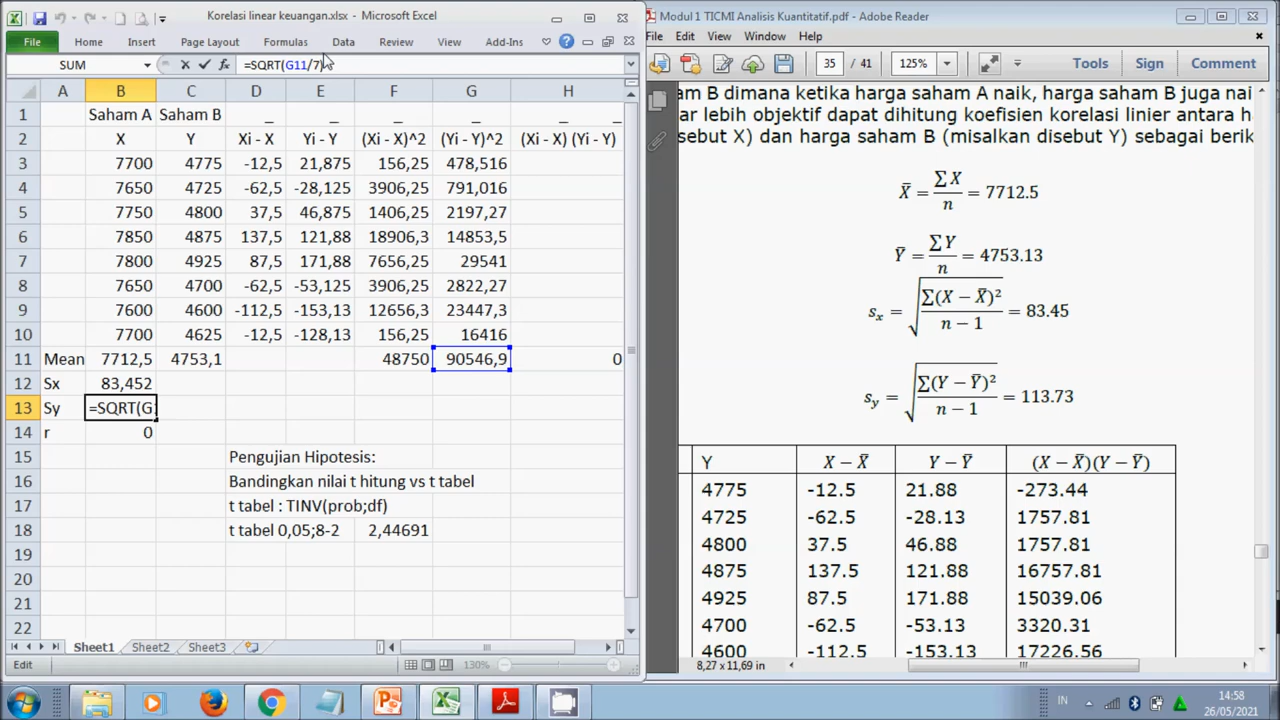 Korelasi linear keuangan.xlsx - Microsoft Excel
File Home Insert Page Layout Formulas Data Review View Add-Ins
SUM =SQRT(G11/7)
A B C D E F G H
1 Saham A Saham B _ _ _ _ _ _
2 X Y Xi - X Yi - Y (Xi - X)^2 (Yi - Y)^2 (Xi - X) (Yi - Y)
3 7700 4775 -12,5 21,875 156,25 478,516
4 7650 4725 -62,5 -28,125 3906,25 791,016
5 7750 4800 37,5 46,875 1406,25 2197,27
6 7850 4875 137,5 121,88 18906,3 14853,5
7 7800 4925 87,5 171,88 7656,25 29541
8 7650 4700 -62,5 -53,125 3906,25 2822,27
9 7600 4600 -112,5 -153,13 12656,3 23447,3
10 7700 4625 -12,5 -128,13 156,25 16416
11 Mean 7712,5 4753,1 48750 90546,9 0
12 Sx 83,452
13 Sy =SQRT(G
14 r 0
15 Pengujian Hipotesis:
16 Bandingkan nilai t hitung vs t tabel
17 t tabel : TINV(prob;df)
18 t tabel 0,05;8-2 2,44691
19
20
21
22
Sheet1 Sheet2 Sheet3
Edit 130%
Modul 1 TICMI Analisis Kuantitatif.pdf - Adobe Reader
File Edit View Window Help
35 / 41 125% Tools Sign Comment
am B dimana ketika harga saham A naik, harga saham B juga nai
ar lebih objektif dapat dihitung koefisien korelasi linier antara h
sebut X) dan harga saham B (misalkan disebut Y) sebagai berik
X̄ = ∑X / n = 7712.5
Ȳ = ∑Y / n = 4753.13
sx = √(∑(X − X̄)² / (n − 1)) = 83.45
sy = √(∑(Y − Ȳ)² / (n − 1)) = 113.73
Y X − X̄ Y − Ȳ (X − X̄)(Y − Ȳ)
4775 -12.5 21.88 -273.44
4725 -62.5 -28.13 1757.81
4800 37.5 46.88 1757.81
4875 137.5 121.88 16757.81
4925 87.5 171.88 15039.06
4700 -62.5 -53.13 3320.31
4600 -112.5 -153.13 17226.56
8,27 x 11,69 in
IN 14:58
26/05/2021